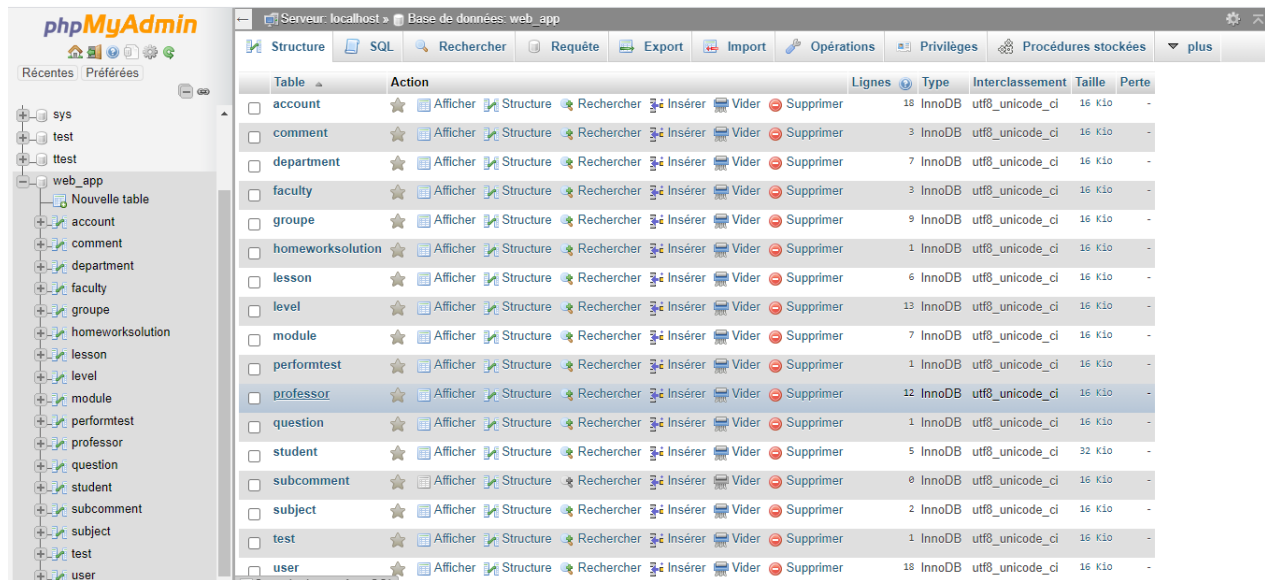 phpMyAdmin
Récentes Préférées
sys
test
ttest
web_app
Nouvelle table
account
comment
department
faculty
groupe
homeworksolution
lesson
level
module
performtest
professor
question
student
subcomment
subject
test
user
Serveur: localhost » Base de données: web_app
Structure SQL Rechercher Requête Export Import Opérations Privilèges Procédures stockées plus
Table Action Lignes Type Interclassement Taille Perte
account Afficher Structure Rechercher Insérer Vider Supprimer 18 InnoDB utf8_unicode_ci 16 Kio -
comment Afficher Structure Rechercher Insérer Vider Supprimer 3 InnoDB utf8_unicode_ci 16 Kio -
department Afficher Structure Rechercher Insérer Vider Supprimer 7 InnoDB utf8_unicode_ci 16 Kio -
faculty Afficher Structure Rechercher Insérer Vider Supprimer 3 InnoDB utf8_unicode_ci 16 Kio -
groupe Afficher Structure Rechercher Insérer Vider Supprimer 9 InnoDB utf8_unicode_ci 16 Kio -
homeworksolution Afficher Structure Rechercher Insérer Vider Supprimer 1 InnoDB utf8_unicode_ci 16 Kio -
lesson Afficher Structure Rechercher Insérer Vider Supprimer 6 InnoDB utf8_unicode_ci 16 Kio -
level Afficher Structure Rechercher Insérer Vider Supprimer 13 InnoDB utf8_unicode_ci 16 Kio -
module Afficher Structure Rechercher Insérer Vider Supprimer 7 InnoDB utf8_unicode_ci 16 Kio -
performtest Afficher Structure Rechercher Insérer Vider Supprimer 1 InnoDB utf8_unicode_ci 16 Kio -
professor Afficher Structure Rechercher Insérer Vider Supprimer 12 InnoDB utf8_unicode_ci 16 Kio -
question Afficher Structure Rechercher Insérer Vider Supprimer 1 InnoDB utf8_unicode_ci 16 Kio -
student Afficher Structure Rechercher Insérer Vider Supprimer 5 InnoDB utf8_unicode_ci 32 Kio -
subcomment Afficher Structure Rechercher Insérer Vider Supprimer 0 InnoDB utf8_unicode_ci 16 Kio -
subject Afficher Structure Rechercher Insérer Vider Supprimer 2 InnoDB utf8_unicode_ci 16 Kio -
test Afficher Structure Rechercher Insérer Vider Supprimer 1 InnoDB utf8_unicode_ci 16 Kio -
user Afficher Structure Rechercher Insérer Vider Supprimer 18 InnoDB utf8_unicode_ci 16 Kio -